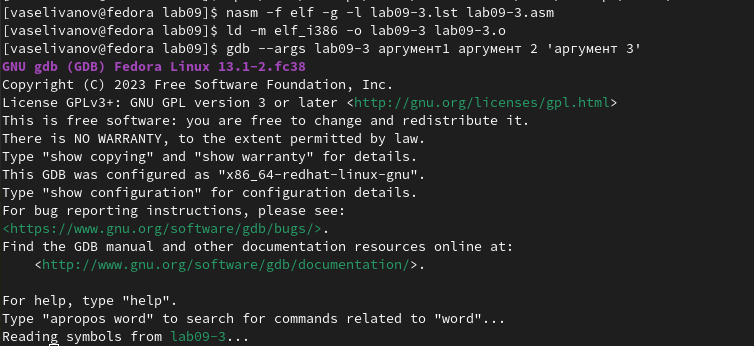 [vaselivanov@fedora lab09]$ nasm -f elf -g -l lab09-3.lst lab09-3.asm
[vaselivanov@fedora lab09]$ ld -m elf_i386 -o lab09-3 lab09-3.o
[vaselivanov@fedora lab09]$ gdb --args lab09-3 аргумент1 аргумент 2 'аргумент 3'
GNU gdb (GDB) Fedora Linux 13.1-2.fc38
Copyright (C) 2023 Free Software Foundation, Inc.
License GPLv3+: GNU GPL version 3 or later <http://gnu.org/licenses/gpl.html>
This is free software: you are free to change and redistribute it.
There is NO WARRANTY, to the extent permitted by law.
Type "show copying" and "show warranty" for details.
This GDB was configured as "x86_64-redhat-linux-gnu".
Type "show configuration" for configuration details.
For bug reporting instructions, please see:
<https://www.gnu.org/software/gdb/bugs/>.
Find the GDB manual and other documentation resources online at:
    <http://www.gnu.org/software/gdb/documentation/>.

For help, type "help".
Type "apropos word" to search for commands related to "word"...
Reading symbols from lab09-3...